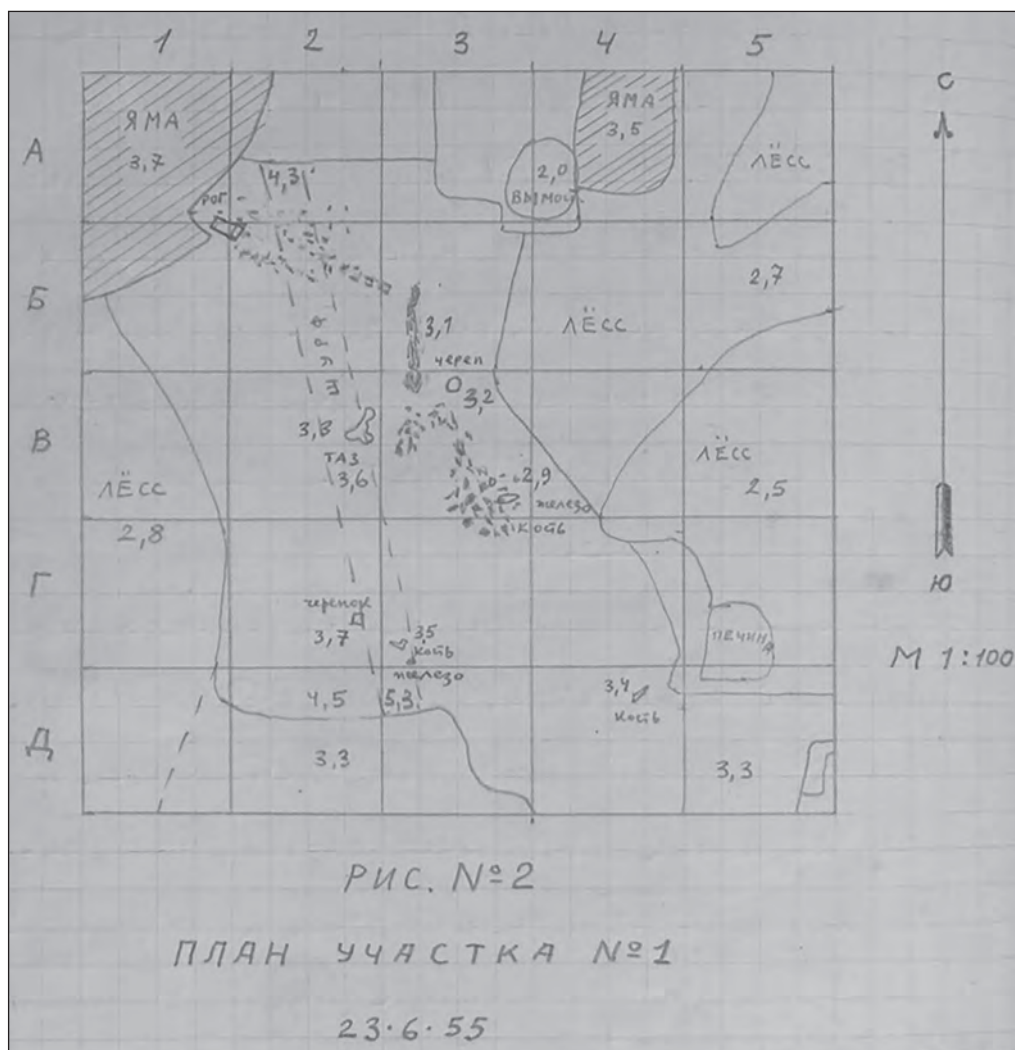 1 2 3 4 5
А
ЯМА
3,7
ЯМА
3,5
ЛЁСС
4,3
2,0
ВЫМОСТ.
РОГ
С
Б
2,7
3,1
ЛЁСС
череп
3,2
В
3,8
ТАЗ
3,6
2,9
железо
кость
ЛЁСС
2,5
ЛЁСС
2,8
Г
черепок
3,7
35
кость
железо
ПЕЧИНА
Ю
М 1:100
Д
4,5
5,3
3,4
кость
3,3
3,3
РИС. №2
ПЛАН УЧАСТКА №1
23·6·55